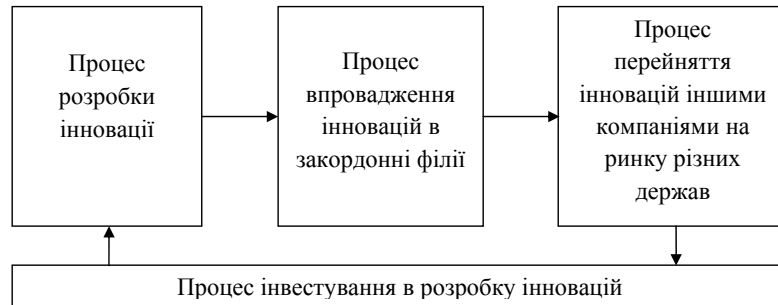 Процес
розробки
інновації
Процес
впровадження
інновацій в
закордонні філії
Процес
перейняття
інновацій іншими
компаніями на
ринку різних
держав
Процес інвестування в розробку інновацій